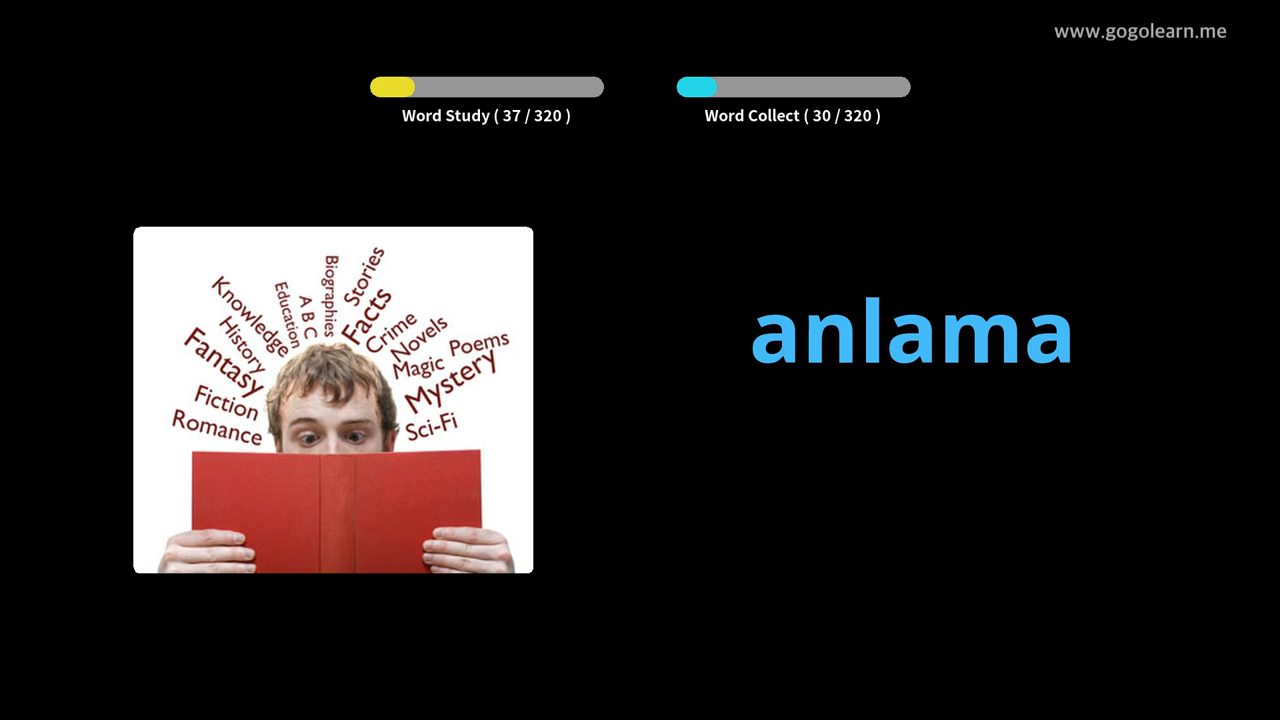 www.gogolearn.me
Word Study ( 37 / 320 )
Word Collect ( 30 / 320 )
anlama
Biographies
Stories
Education
A B C
Facts
Knowledge
Crime
History
Novels
Fantasy
Magic
Poems
Mystery
Fiction
Romance
Sci-Fi